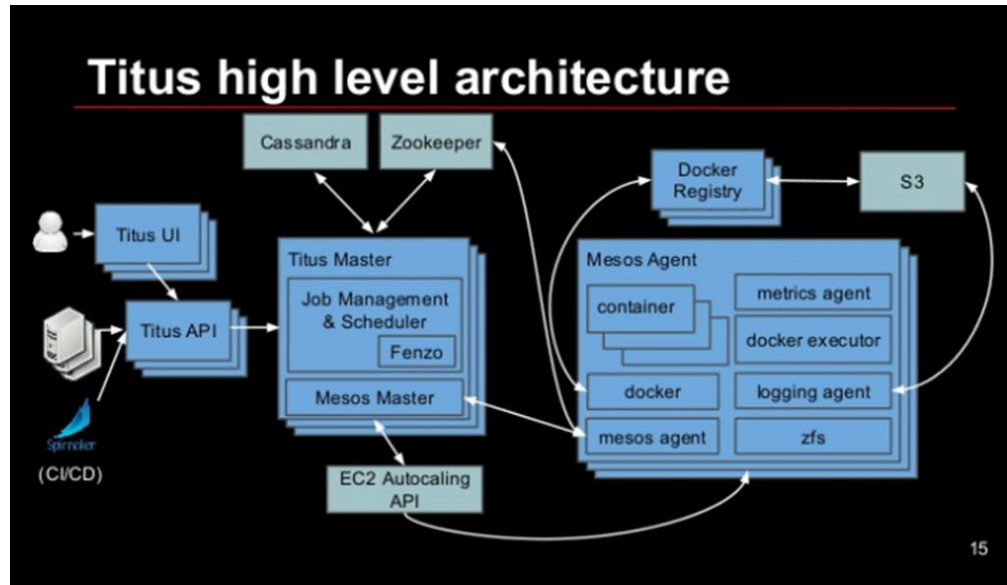 Titus high level architecture
Cassandra
Zookeeper
Docker
Registry
S3
Titus UI
Titus Master
Mesos Agent
Job Management
& Scheduler
Fenzo
container
metrics agent
docker executor
Titus API
Mesos Master
docker
logging agent
mesos agent
zfs
Spinnaker
(CI/CD)
EC2 Autocaling
API
15